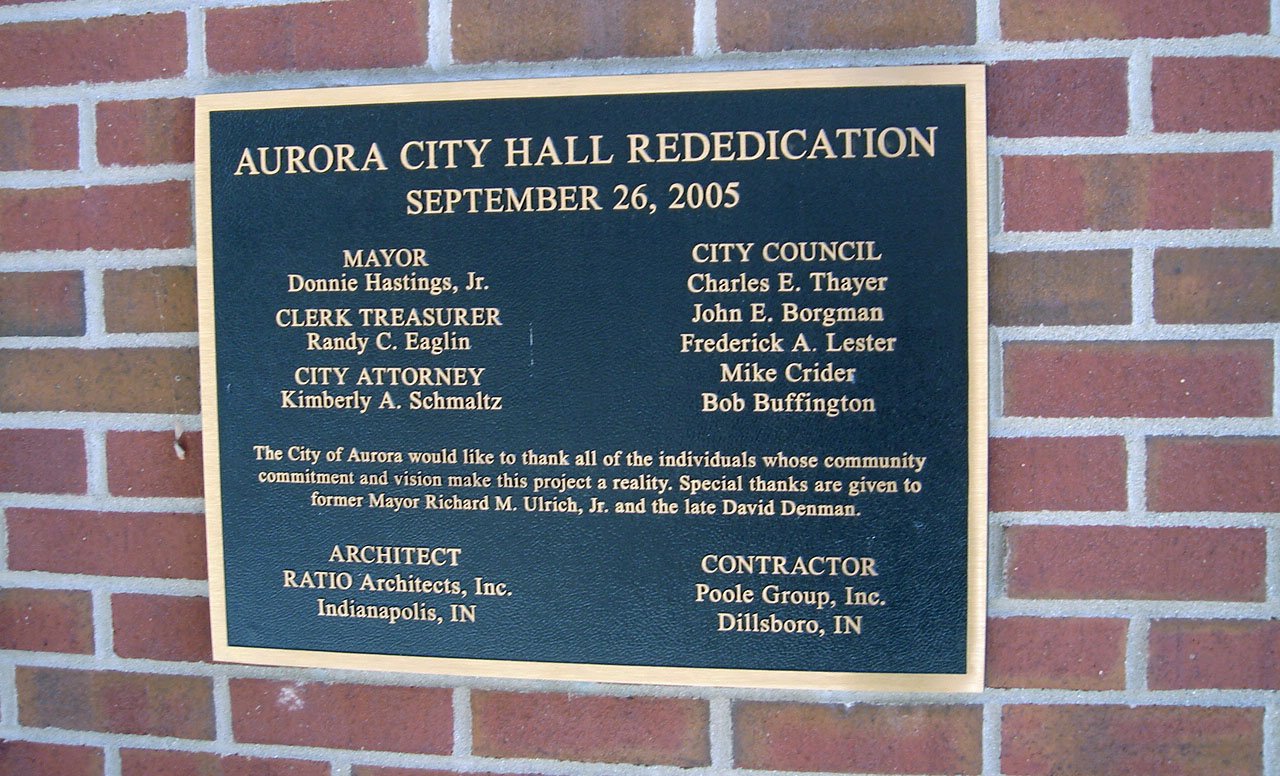 AURORA CITY HALL REDEDICATION
SEPTEMBER 26, 2005
MAYOR
Donnie Hastings, Jr.
CLERK TREASURER
Randy C. Eaglin
CITY ATTORNEY
Kimberly A. Schmaltz
CITY COUNCIL
Charles E. Thayer
John E. Borgman
Frederick A. Lester
Mike Crider
Bob Buffington
The City of Aurora would like to thank all of the individuals whose community
commitment and vision make this project a reality. Special thanks are given to
former Mayor Richard M. Ulrich, Jr. and the late David Denman.
ARCHITECT
RATIO Architects, Inc.
Indianapolis, IN
CONTRACTOR
Poole Group, Inc.
Dillsboro, IN